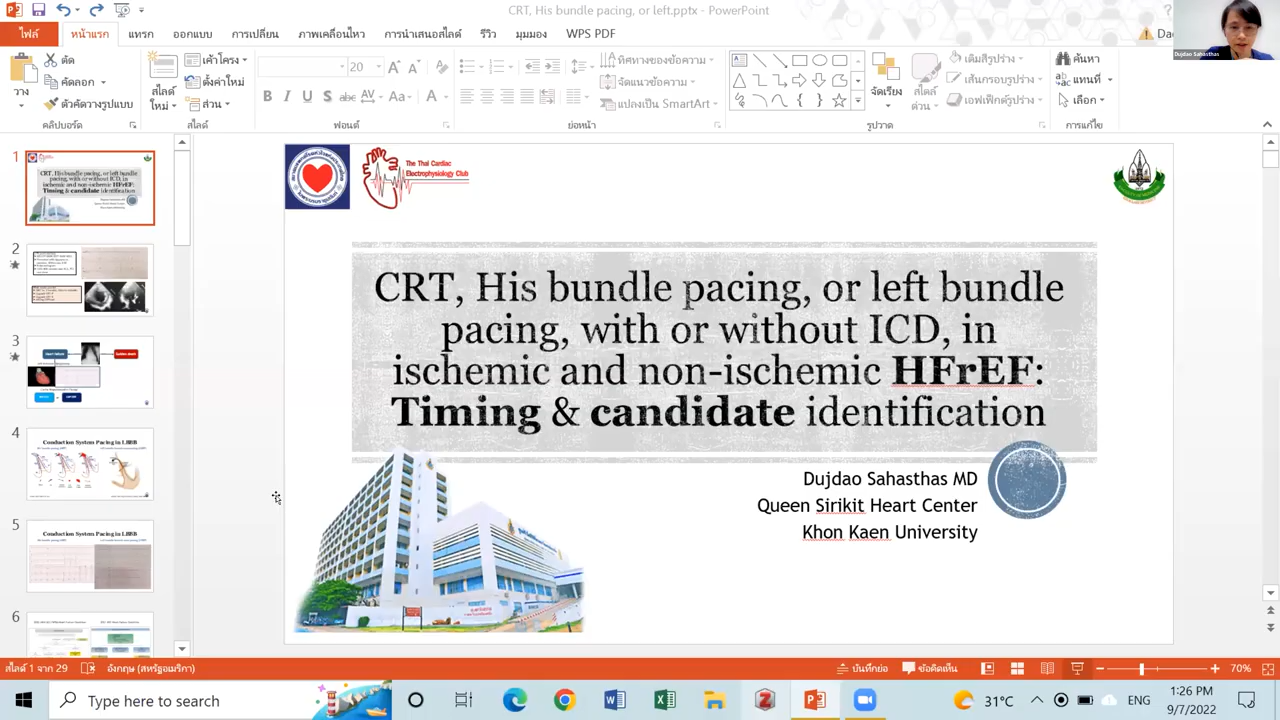 CRT, His bundle pacing, or left.pptx - PowerPoint
Dujdao Sahasthas
ไฟล์ หน้าแรก แทรก ออกแบบ การเปลี่ยน ภาพเคลื่อนไหว การนำเสนอสไลด์ รีวิว มุมมอง WPS PDF
วาง
ตัด
คัดลอก
ตัวคัดวางรูปแบบ
คลิปบอร์ด
สไลด์
ใหม่
เค้าโครง
ตั้งค่าใหม่
ส่วน
สไลด์
20
B I U S abc AV Aa A
ฟอนต์
ทิศทางของข้อความ
จัดแนวข้อความ
แปลงเป็น SmartArt
ย่อหน้า
จัดเรียง
สไตล์
ด่วน
เติมสีรูปร่าง
เส้นกรอบรูปร่าง
เอฟเฟ็กต์รูปร่าง
รูปวาด
ค้นหา
แทนที่
เลือก
การแก้ไข
1
2
3
4
Conduction System Pacing in LBBB
5
Conduction System Pacing in LBBB
6
The Thai Cardiac
Electrophysiology Club
CRT, His bundle pacing, or left bundle
pacing, with or without ICD, in
ischemic and non-ischemic HFrEF:
Timing & candidate identification
Dujdao Sahasthas MD
Queen Sirikit Heart Center
Khon Kaen University
สไลด์ 1 จาก 29 อังกฤษ (สหรัฐอเมริกา) บันทึกย่อ ข้อคิดเห็น 70%
Type here to search
31°C
ENG
1:26 PM
9/7/2022